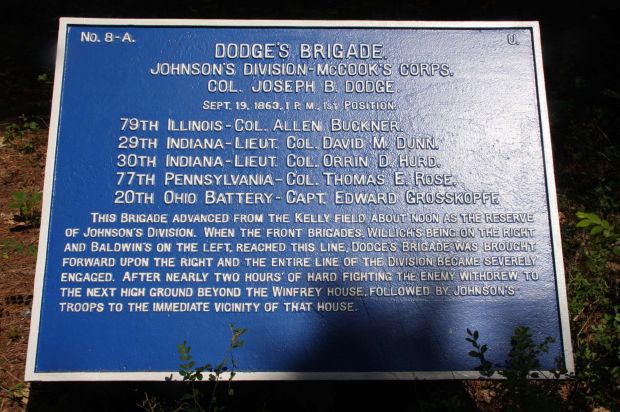 No. 8-A. U.
DODGE'S BRIGADE.
JOHNSON'S DIVISION-McCOOK'S CORPS.
COL. JOSEPH B. DODGE.
SEPT. 19, 1863, 1 P.M., 1ST POSITION.
79TH ILLINOIS-COL. ALLEN BUCKNER.
29TH INDIANA-LIEUT. COL. DAVID M. DUNN.
30TH INDIANA-LIEUT. COL. ORRIN D. HURD.
77TH PENNSYLVANIA-COL. THOMAS E. ROSE.
20TH OHIO BATTERY-CAPT. EDWARD GROSSKOPFF.
THIS BRIGADE ADVANCED FROM THE KELLY FIELD ABOUT NOON AS THE RESERVE
OF JOHNSON'S DIVISION. WHEN THE FRONT BRIGADES, WILLICH'S BEING ON THE RIGHT
AND BALDWIN'S ON THE LEFT, REACHED THIS LINE, DODGE'S BRIGADE WAS BROUGHT
FORWARD UPON THE RIGHT AND THE ENTIRE LINE OF THE DIVISION BECAME SEVERELY
ENGAGED. AFTER NEARLY TWO HOURS' OF HARD FIGHTING THE ENEMY WITHDREW TO
THE NEXT HIGH GROUND BEYOND THE WINFREY HOUSE, FOLLOWED BY JOHNSON'S
TROOPS TO THE IMMEDIATE VICINITY OF THAT HOUSE.